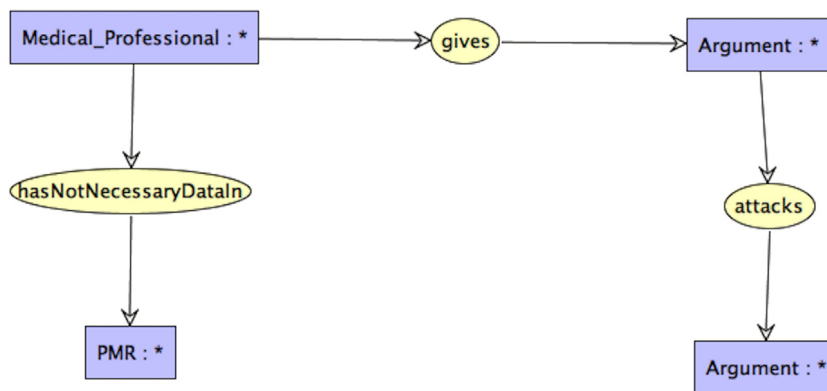 Medical_Professional : *
gives
Argument : *
hasNotNecessaryDataIn
attacks
PMR : *
Argument : *